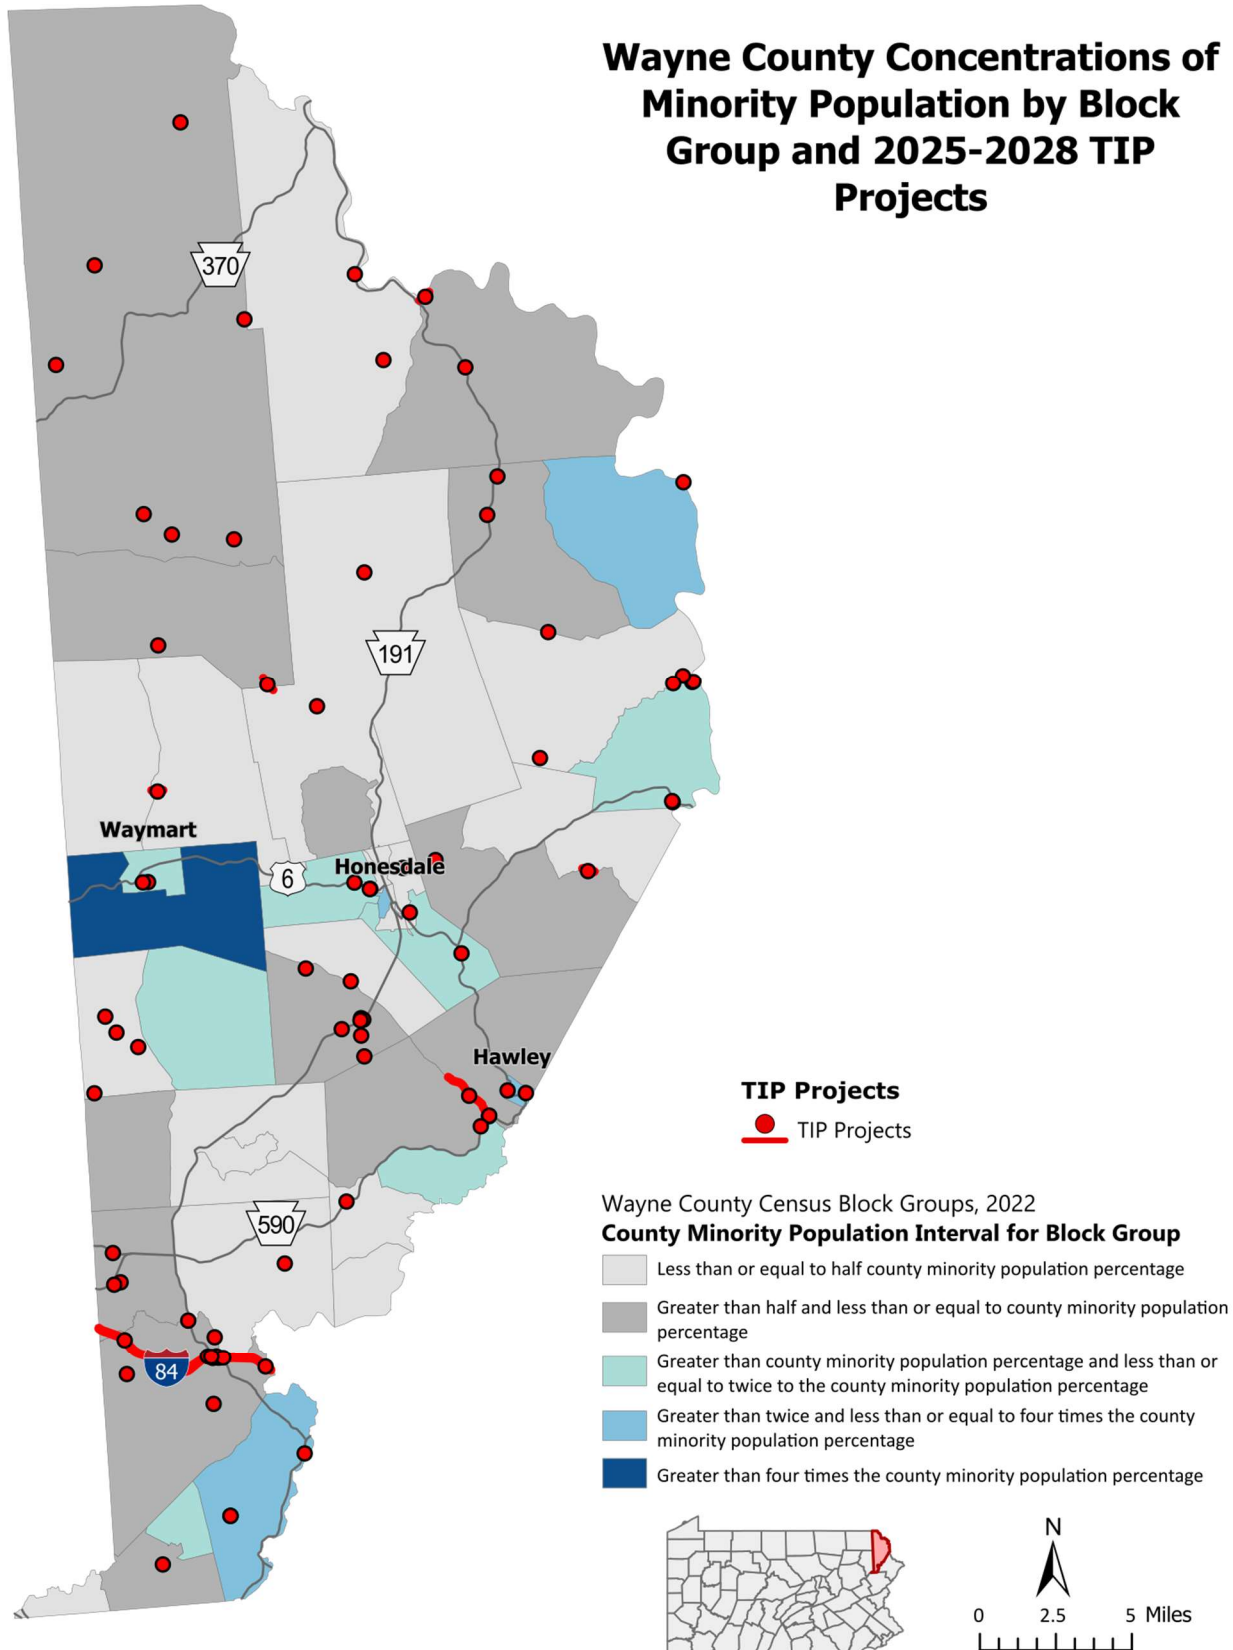 Wayne County Concentrations of
Minority Population by Block
Group and 2025-2028 TIP
Projects
370
191
Waymart
6
Honesdale
Hawley
590
84
TIP Projects
TIP Projects
Wayne County Census Block Groups, 2022
County Minority Population Interval for Block Group
Less than or equal to half county minority population percentage
Greater than half and less than or equal to county minority population
percentage
Greater than county minority population percentage and less than or
equal to twice to the county minority population percentage
Greater than twice and less than or equal to four times the county
minority population percentage
Greater than four times the county minority population percentage
N
0 2.5 5 Miles